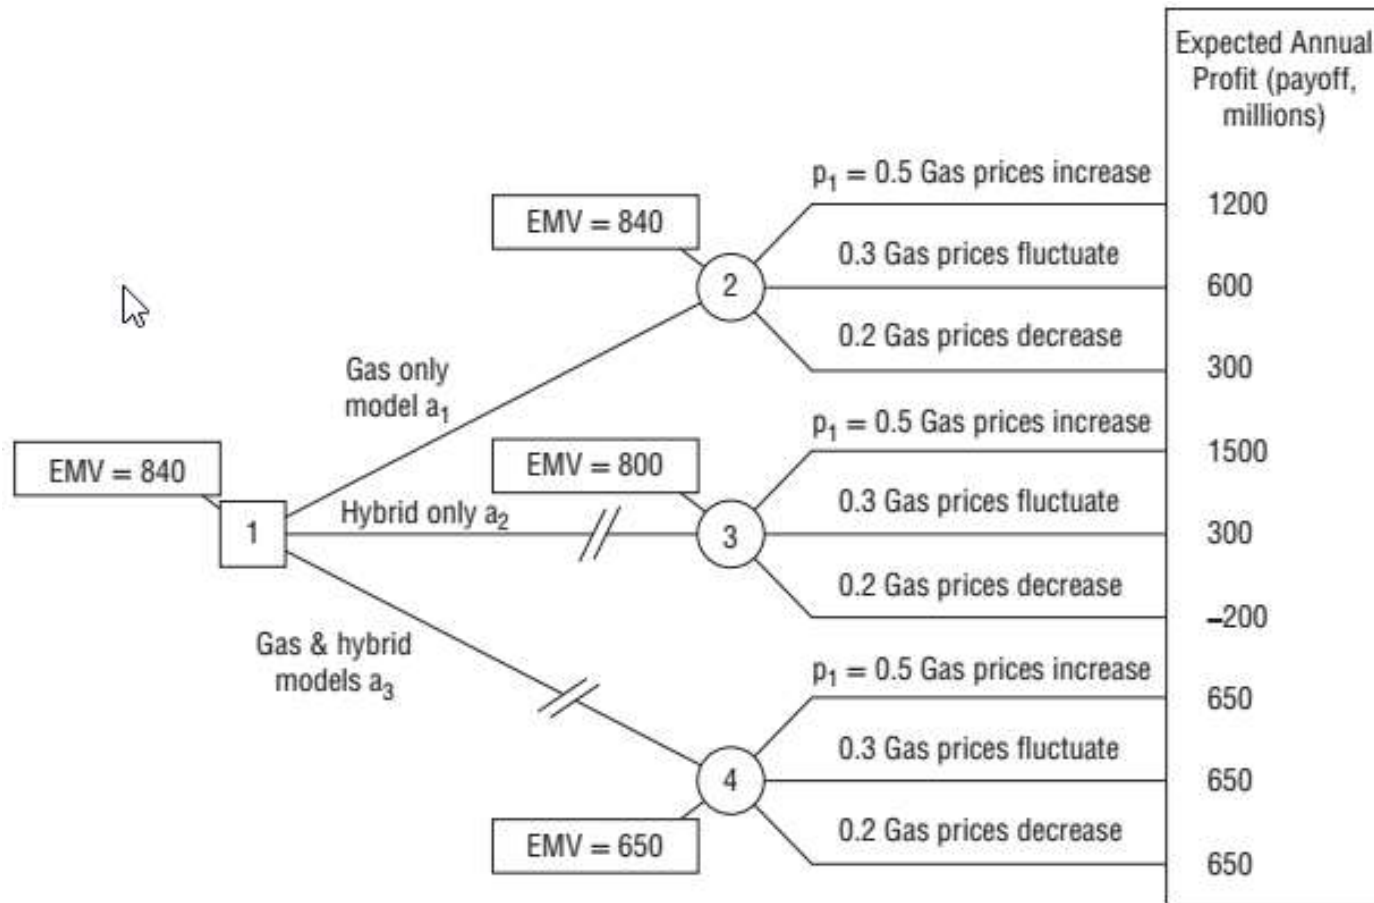 Expected Annual
Profit (payoff,
millions)
p₁ = 0.5 Gas prices increase
1200
EMV = 840
0.3 Gas prices fluctuate
2
600
0.2 Gas prices decrease
300
Gas only
model a₁
p₁ = 0.5 Gas prices increase
1500
EMV = 840
EMV = 800
0.3 Gas prices fluctuate
1
Hybrid only a₂
3
300
0.2 Gas prices decrease
–200
Gas & hybrid
models a₃
p₁ = 0.5 Gas prices increase
650
0.3 Gas prices fluctuate
4
650
EMV = 650
0.2 Gas prices decrease
650